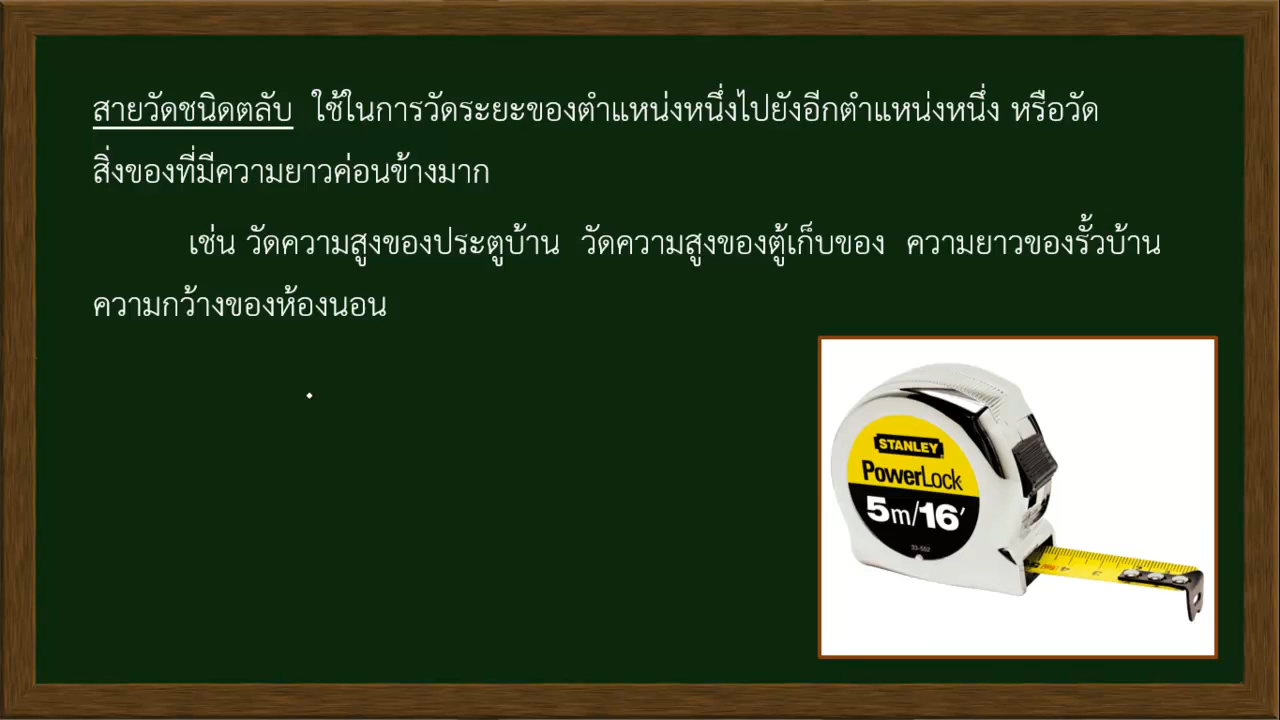 สายวัดชนิดตลับ ใช้ในการวัดระยะของตำแหน่งหนึ่งไปยังอีกตำแหน่งหนึ่ง หรือวัด
สิ่งของที่มีความยาวค่อนข้างมาก
เช่น วัดความสูงของประตูบ้าน วัดความสูงของตู้เก็บของ ความยาวของรั้วบ้าน
ความกว้างของห้องนอน
STANLEY
PowerLock
5m/16'